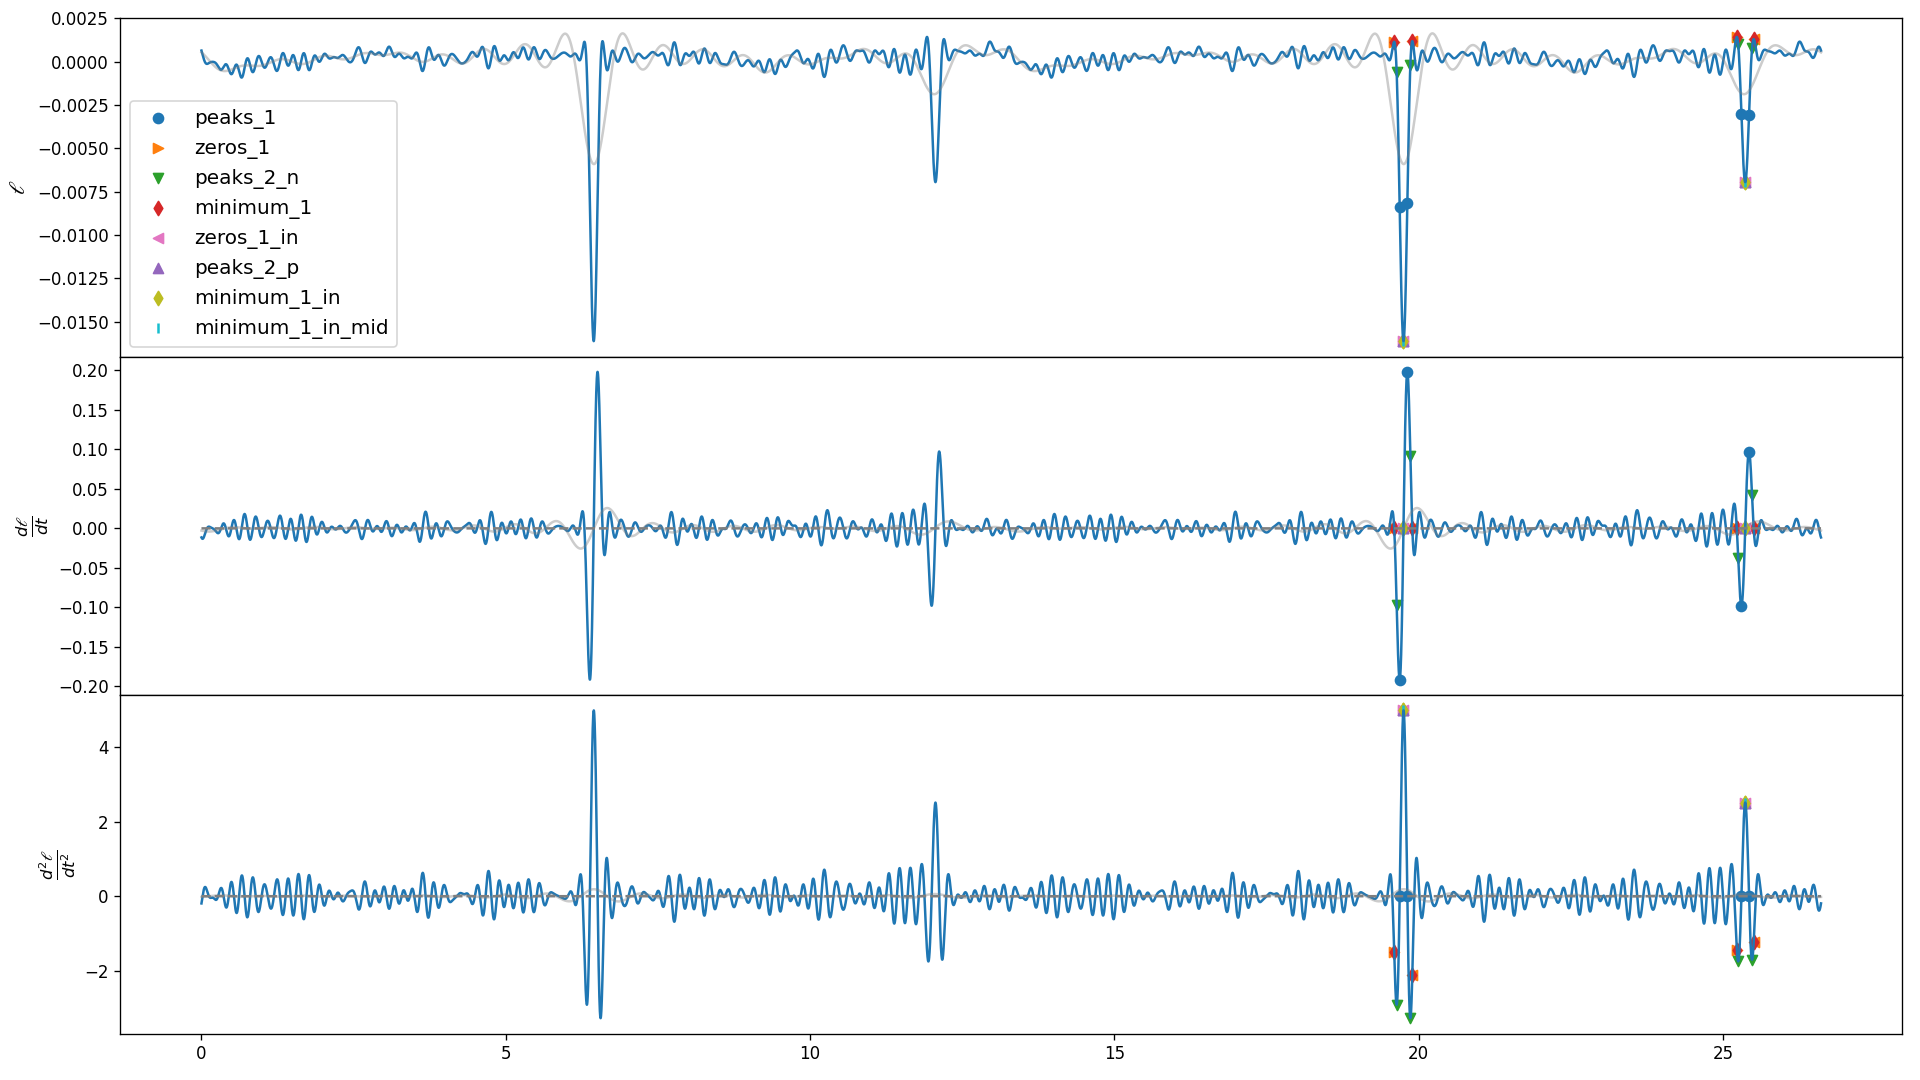 0.0025
0.0000
−0.0025
−0.0050
−0.0075
−0.0100
−0.0125
−0.0150
ℓ
peaks_1
zeros_1
peaks_2_n
minimum_1
zeros_1_in
peaks_2_p
minimum_1_in
minimum_1_in_mid
0.20
0.15
0.10
0.05
0.00
−0.05
−0.10
−0.15
−0.20
dℓ
dt
4
2
0
−2
d²ℓ
dt²
0 5 10 15 20 25